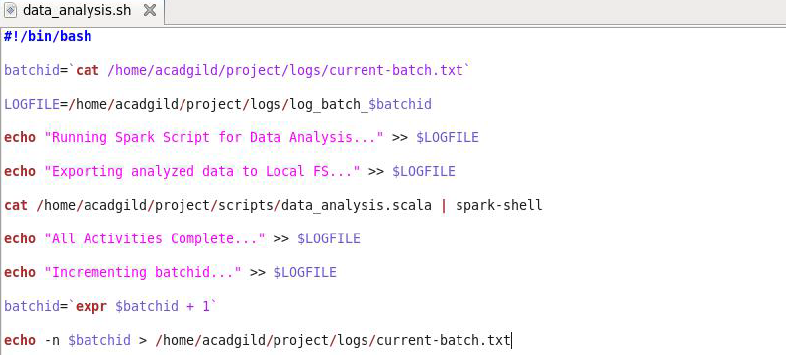 data_analysis.sh
#!/bin/bash
batchid=`cat /home/acadgild/project/logs/current-batch.txt`
LOGFILE=/home/acadgild/project/logs/log_batch_$batchid
echo "Running Spark Script for Data Analysis..." >> $LOGFILE
echo "Exporting analyzed data to Local FS..." >> $LOGFILE
cat /home/acadgild/project/scripts/data_analysis.scala | spark-shell
echo "All Activities Complete..." >> $LOGFILE
echo "Incrementing batchid..." >> $LOGFILE
batchid=`expr $batchid + 1`
echo -n $batchid > /home/acadgild/project/logs/current-batch.txt